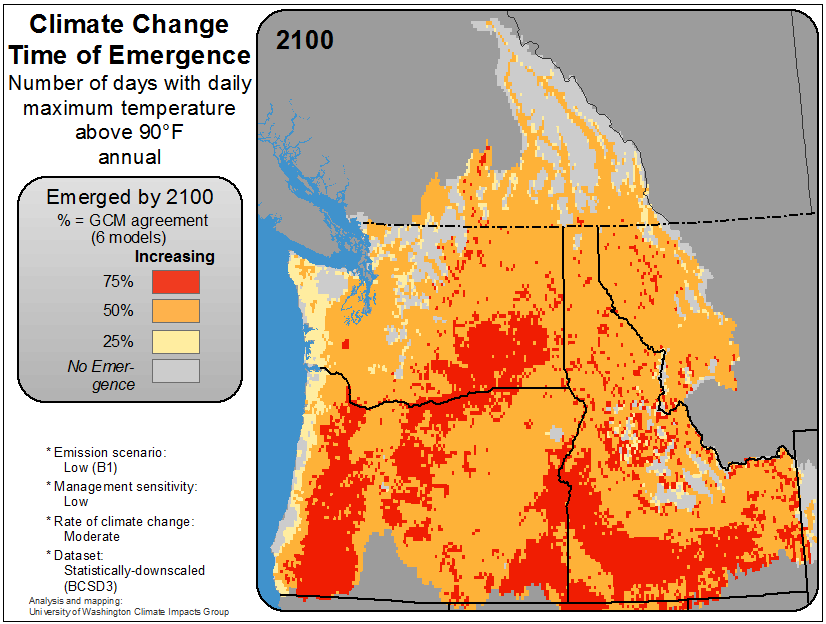 Climate Change
Time of Emergence
Number of days with daily
maximum temperature
above 90°F
annual
2100
Emerged by 2100
% = GCM agreement
(6 models)
Increasing
75%
50%
25%
No Emer-
gence
* Emission scenario:
Low (B1)
* Management sensitivity:
Low
* Rate of climate change:
Moderate
* Dataset:
Statistically-downscaled
(BCSD3)
Analysis and mapping:
University of Washington Climate Impacts Group